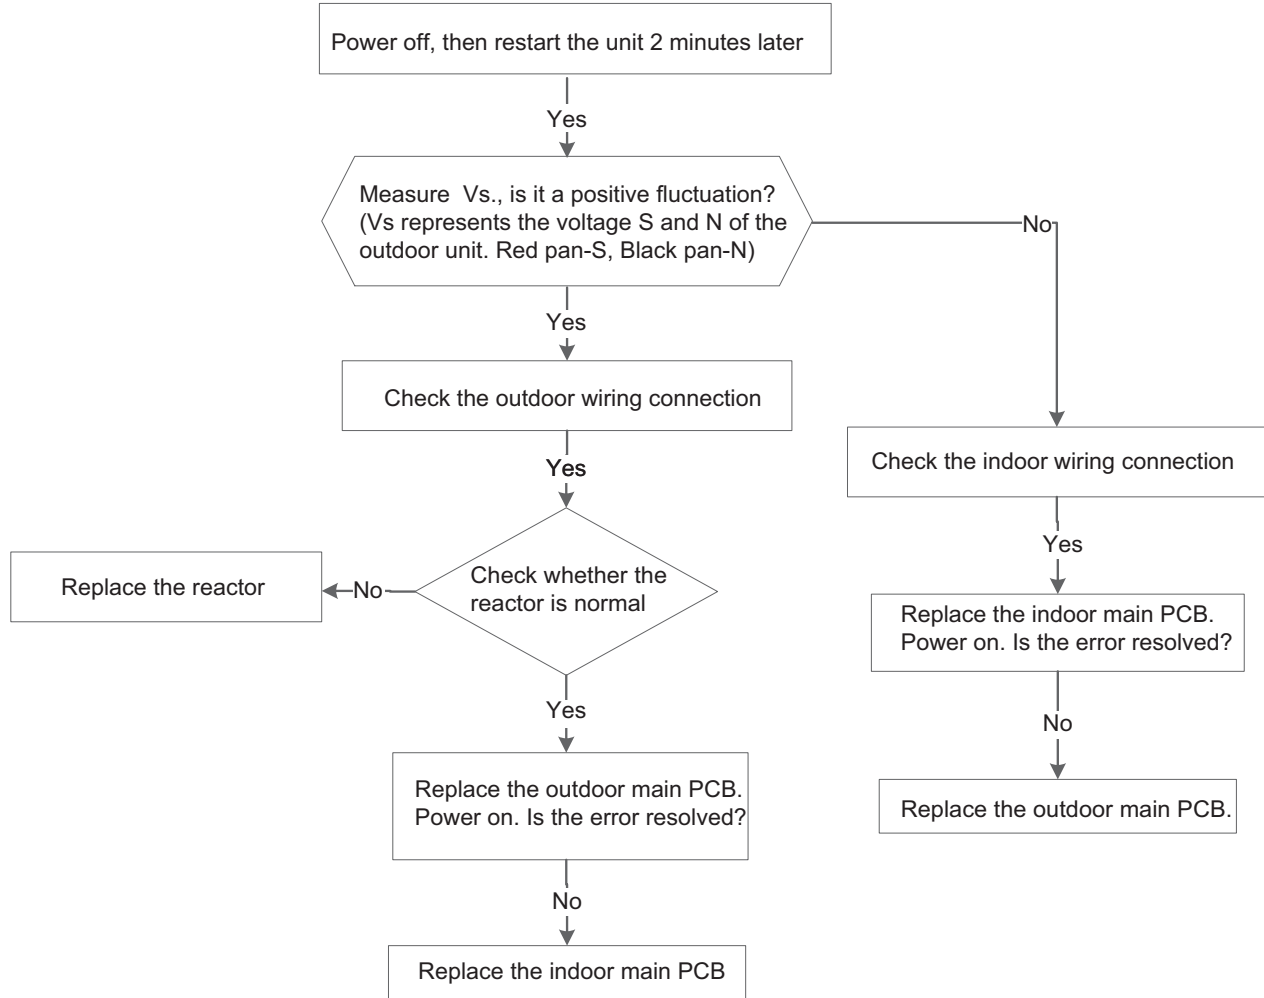 Power off, then restart the unit 2 minutes later
Yes
Measure Vs., is it a positive fluctuation?
(Vs represents the voltage S and N of the
outdoor unit. Red pan-S, Black pan-N)
No
Yes
Check the outdoor wiring connection
Yes
Check the indoor wiring connection
Yes
Check whether the
reactor is normal
No
Replace the reactor
Replace the indoor main PCB.
Power on. Is the error resolved?
Yes
No
Replace the outdoor main PCB.
Power on. Is the error resolved?
Replace the outdoor main PCB.
No
Replace the indoor main PCB